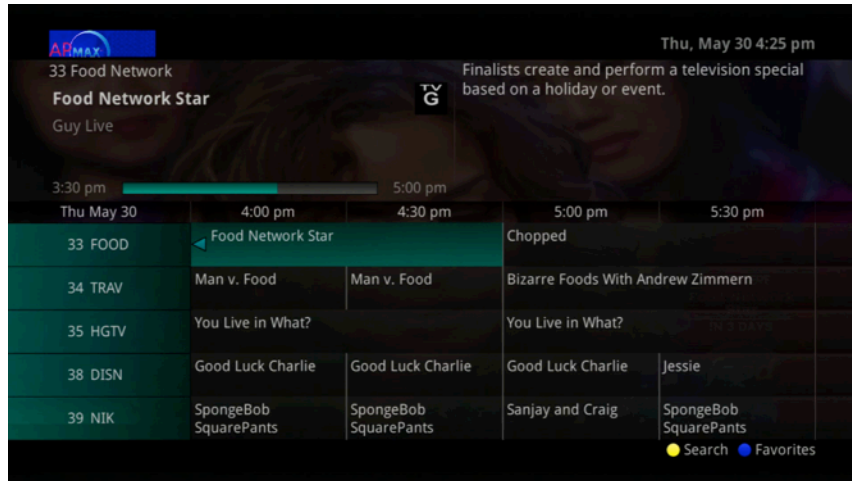 APMAX
Thu, May 30 4:25 pm
33 Food Network
Food Network Star
Guy Live
TV
G
Finalists create and perform a television special
based on a holiday or event.
3:30 pm
5:00 pm
Thu May 30 4:00 pm 4:30 pm 5:00 pm 5:30 pm
33 FOOD Food Network Star Chopped
34 TRAV Man v. Food Man v. Food Bizarre Foods With Andrew Zimmern
35 HGTV You Live in What? You Live in What?
IN 3 DAYS
38 DISN Good Luck Charlie Good Luck Charlie Good Luck Charlie Jessie
39 NIK SpongeBob SpongeBob Sanjay and Craig SpongeBob
SquarePants SquarePants SquarePants
Search Favorites